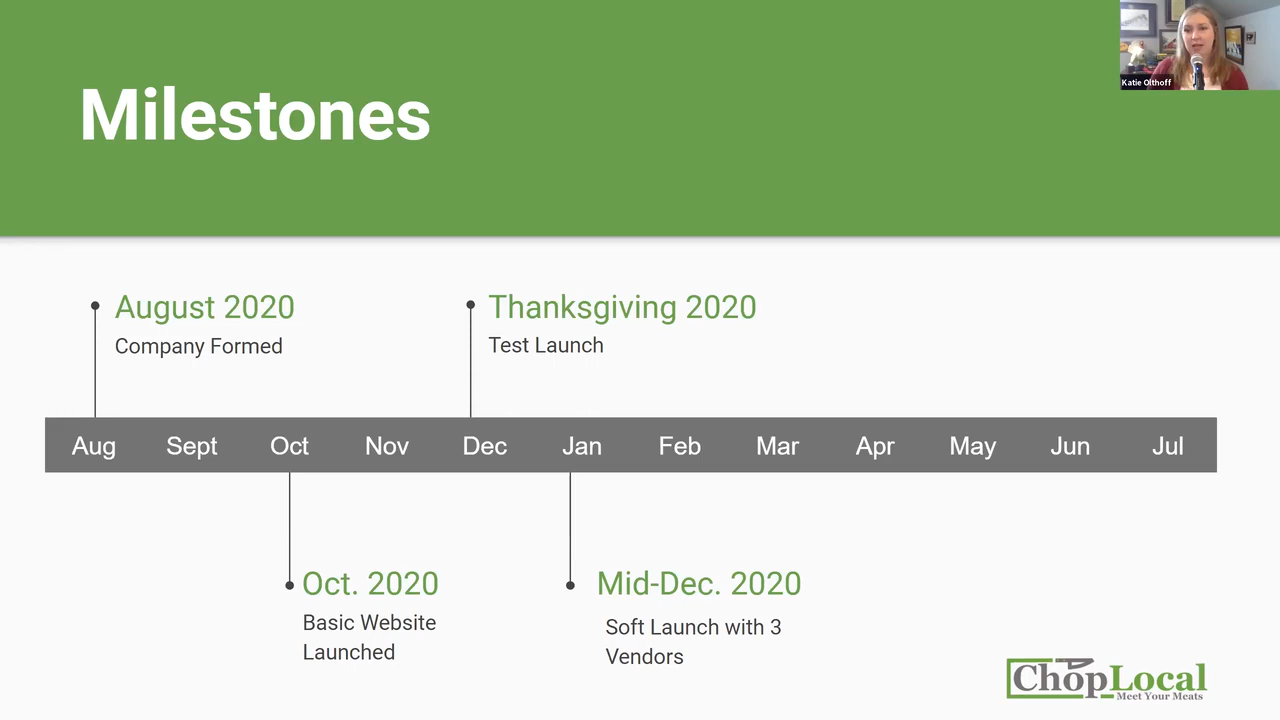 Milestones
Katie Olthoff
August 2020
Company Formed
Thanksgiving 2020
Test Launch
Aug Sept Oct Nov Dec Jan Feb Mar Apr May Jun Jul
Oct. 2020
Basic Website
Launched
Mid-Dec. 2020
Soft Launch with 3
Vendors
ChopLocal
Meet Your Meats